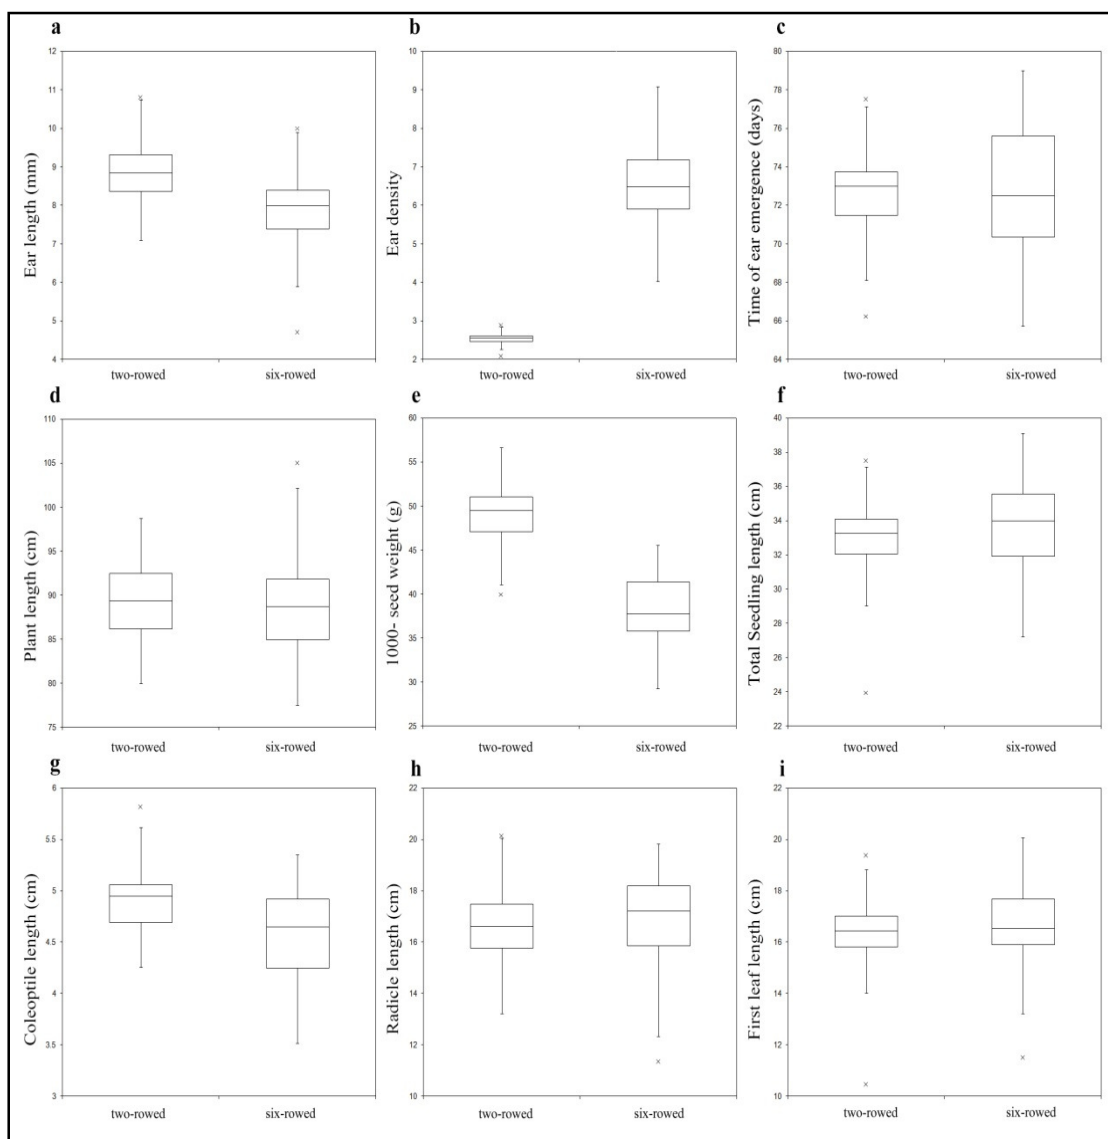 a
Ear length (mm)
12
11
10
9
8
7
6
5
4
two-rowed
six-rowed
b
Ear density
10
9
8
7
6
5
4
3
2
two-rowed
six-rowed
c
Time of ear emergence (days)
80
78
76
74
72
70
68
66
64
two-rowed
six-rowed
d
Plant length (cm)
110
105
100
95
90
85
80
75
two-rowed
six-rowed
e
1000- seed weight (g)
60
55
50
45
40
35
30
25
two-rowed
six-rowed
f
Total Seedling length (cm)
40
38
36
34
32
30
28
26
24
22
two-rowed
six-rowed
g
Coleoptile length (cm)
6
5.5
5
4.5
4
3.5
3
two-rowed
six-rowed
h
Radicle length (cm)
22
20
18
16
14
12
10
two-rowed
six-rowed
i
First leaf length (cm)
22
20
18
16
14
12
10
two-rowed
six-rowed